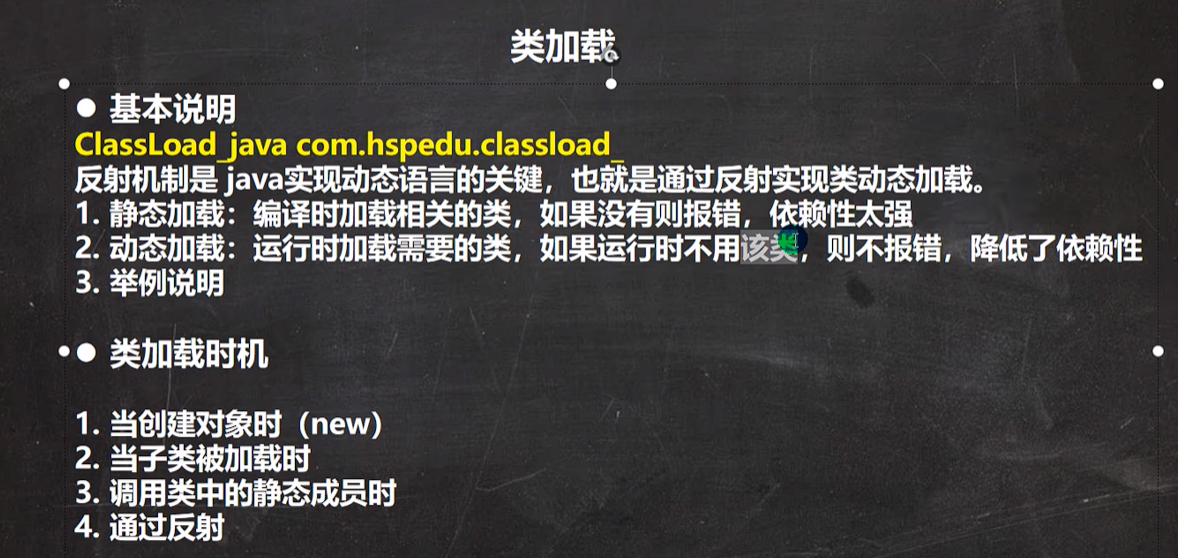 类加载
● 基本说明
ClassLoad_java com.hspedu.classload_
反射机制是 java实现动态语言的关键，也就是通过反射实现类动态加载。
1. 静态加载：编译时加载相关的类，如果没有则报错，依赖性太强
2. 动态加载：运行时加载需要的类，如果运行时不用该类，则不报错，降低了依赖性
3. 举例说明
● 类加载时机
1. 当创建对象时（new）
2. 当子类被加载时
3. 调用类中的静态成员时
4. 通过反射